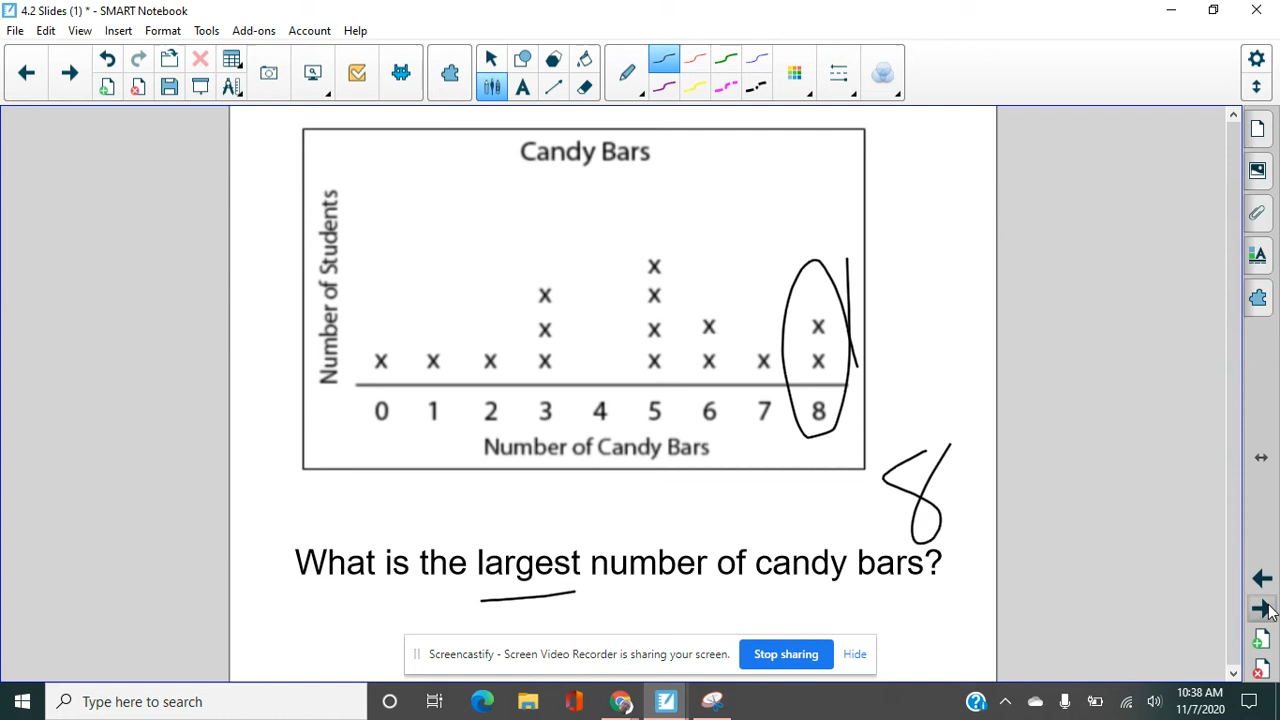 4.2 Slides (1) * - SMART Notebook
File Edit View Insert Format Tools Add-ons Account Help
Candy Bars
Number of Students
x
x x x
x x x x
x x x x x x x x
0 1 2 3 4 5 6 7 8
Number of Candy Bars
8
What is the largest number of candy bars?
Screencastify - Screen Video Recorder is sharing your screen. Stop sharing Hide
Type here to search
10:38 AM
11/7/2020